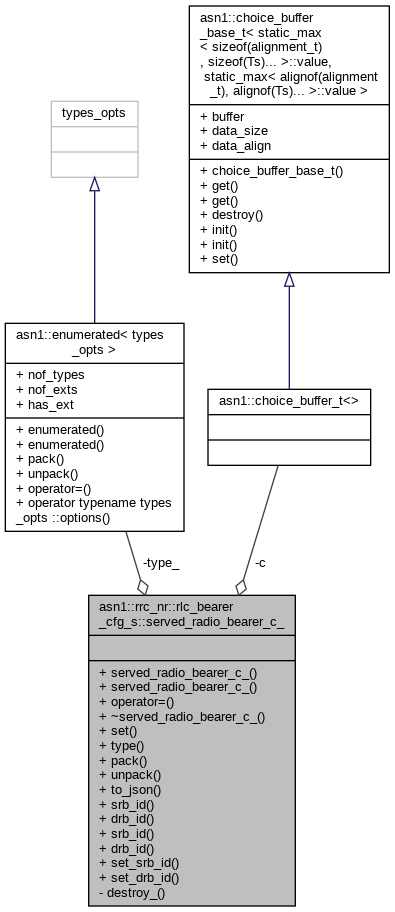 asn1::choice_buffer
_base_t< static_max
< sizeof(alignment_t)
, sizeof(Ts)... >::value,
static_max< alignof(alignment
_t), alignof(Ts)... >::value >
+ buffer
+ data_size
+ data_align
+ choice_buffer_base_t()
+ get()
+ get()
+ destroy()
+ init()
+ init()
+ set()
types_opts
asn1::enumerated< types
_opts >
+ nof_types
+ nof_exts
+ has_ext
+ enumerated()
+ enumerated()
+ pack()
+ unpack()
+ operator=()
+ operator typename types
_opts ::options()
asn1::choice_buffer_t<>
-type_
-c
asn1::rrc_nr::rlc_bearer
_cfg_s::served_radio_bearer_c_
+ served_radio_bearer_c_()
+ served_radio_bearer_c_()
+ operator=()
+ ~served_radio_bearer_c_()
+ set()
+ type()
+ pack()
+ unpack()
+ to_json()
+ srb_id()
+ drb_id()
+ srb_id()
+ drb_id()
+ set_srb_id()
+ set_drb_id()
- destroy_()